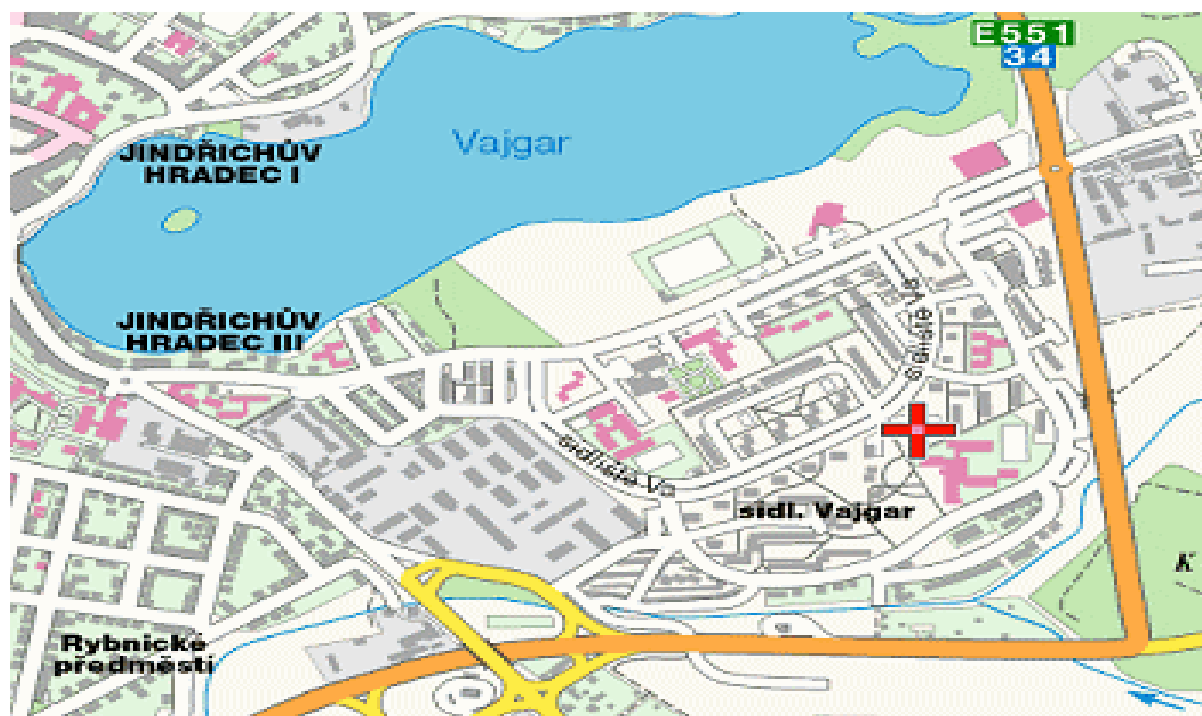 E551
34
Vajgar
JINDŘICHŮV
HRADEC I
JINDŘICHŮV
HRADEC III
sídl. Vajgar
Rybnické
předměstí
K